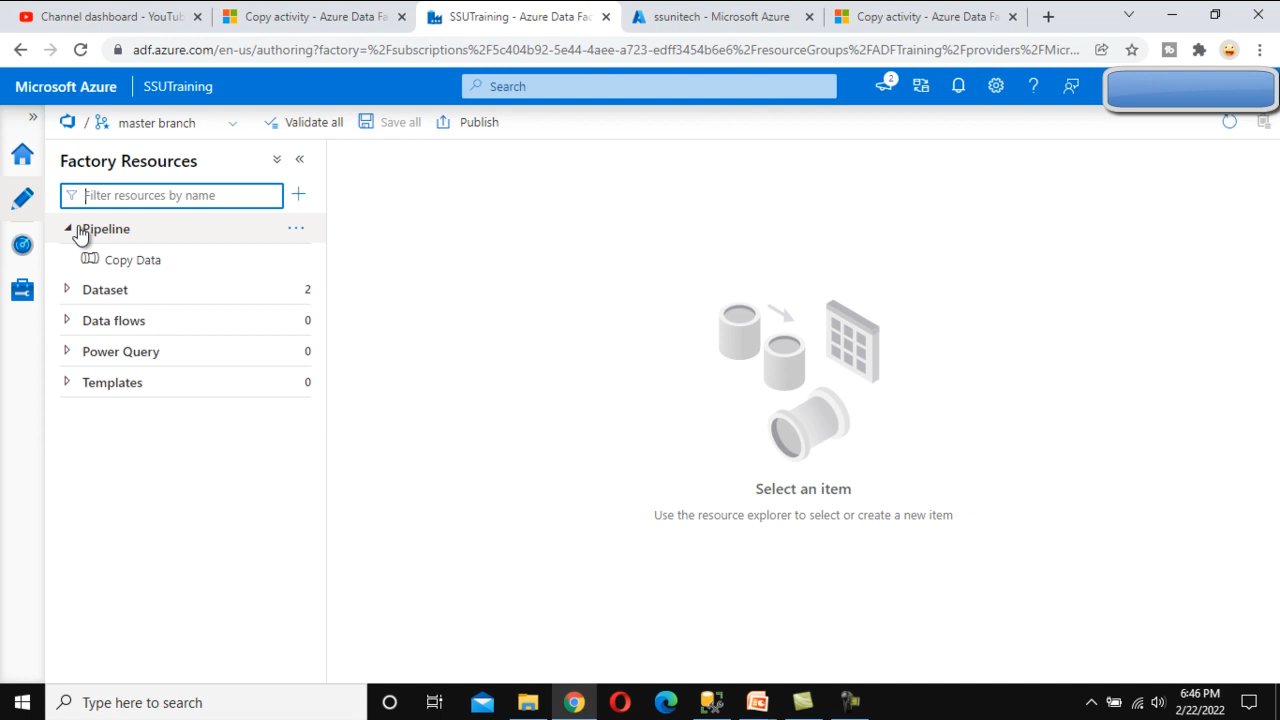 Channel dashboard - YouTub
Copy activity - Azure Data Fa
SSUTraining - Azure Data Fac
ssunitech - Microsoft Azure
Copy activity - Azure Data Fa
adf.azure.com/en-us/authoring?factory=%2Fsubscriptions%2F5c404b92-5e44-4aee-a723-edff3454b6e6%2FresourceGroups%2FADFTraining%2Fproviders%2FMicr...
Microsoft Azure
SSUTraining
Search
2
/ master branch
Validate all
Save all
Publish
Factory Resources
Filter resources by name
Pipeline
Copy Data
Dataset 2
Data flows 0
Power Query 0
Templates 0
Select an item
Use the resource explorer to select or create a new item
Type here to search
6:46 PM
2/22/2022